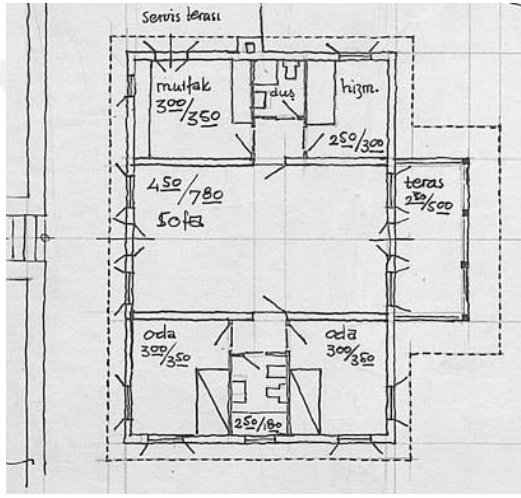 servis terası
mutfak
300/350
duş
hizm.
250/300
450/780
sofa
teras
250/500
oda
300/350
oda
300/350
250/180